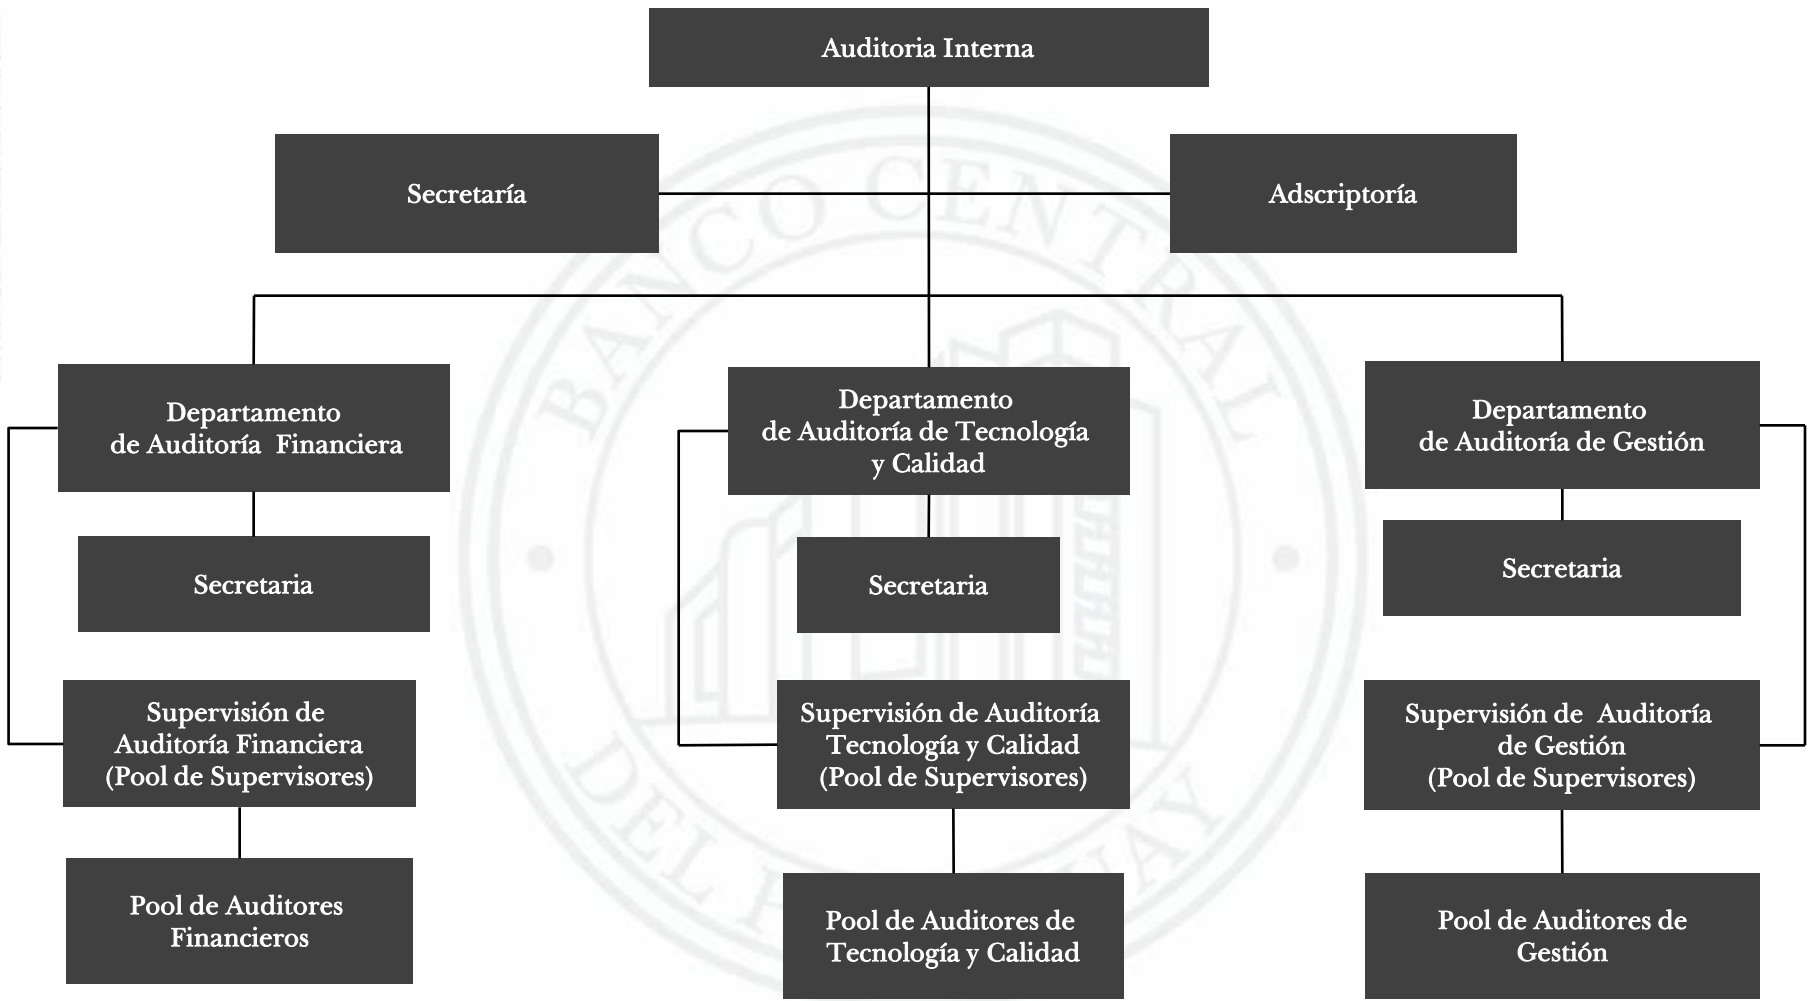 Auditoria Interna
Secretaría
Adscriptoría
Departamento
de Auditoría Financiera
Departamento
de Auditoría de Tecnología
y Calidad
Departamento
de Auditoría de Gestión
Secretaria
Secretaria
Secretaria
Supervisión de
Auditoría Financiera
(Pool de Supervisores)
Supervisión de Auditoría
Tecnología y Calidad
(Pool de Supervisores)
Supervisión de Auditoría
de Gestión
(Pool de Supervisores)
Pool de Auditores
Financieros
Pool de Auditores de
Tecnología y Calidad
Pool de Auditores de
Gestión
BANCO CENTRAL
DEL